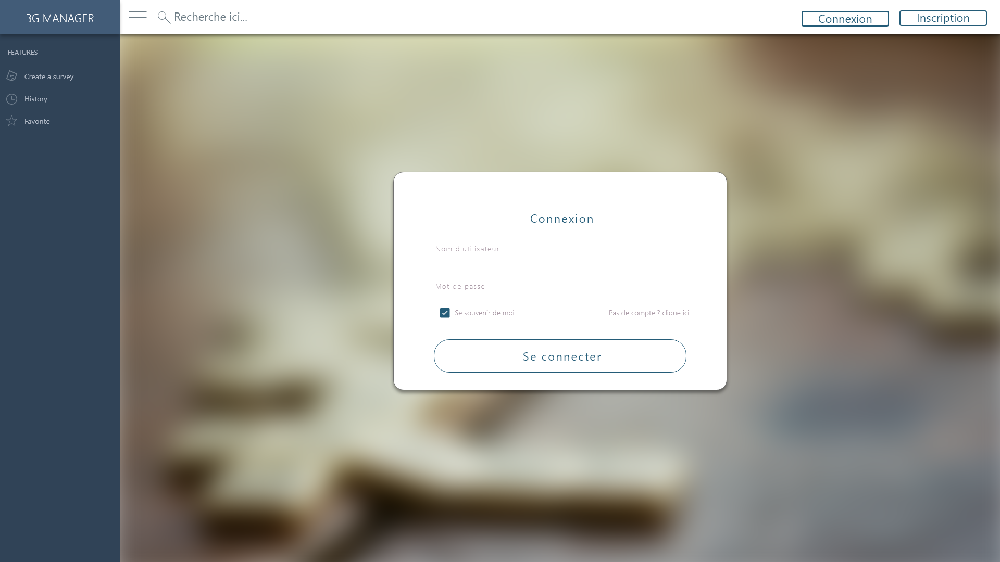 BG MANAGER
Recherche ici...
Connexion
Inscription
FEATURES
Create a survey
History
Favorite
Connexion
Nom d'utilisateur
Mot de passe
Se souvenir de moi
Pas de compte ? clique ici.
Se connecter